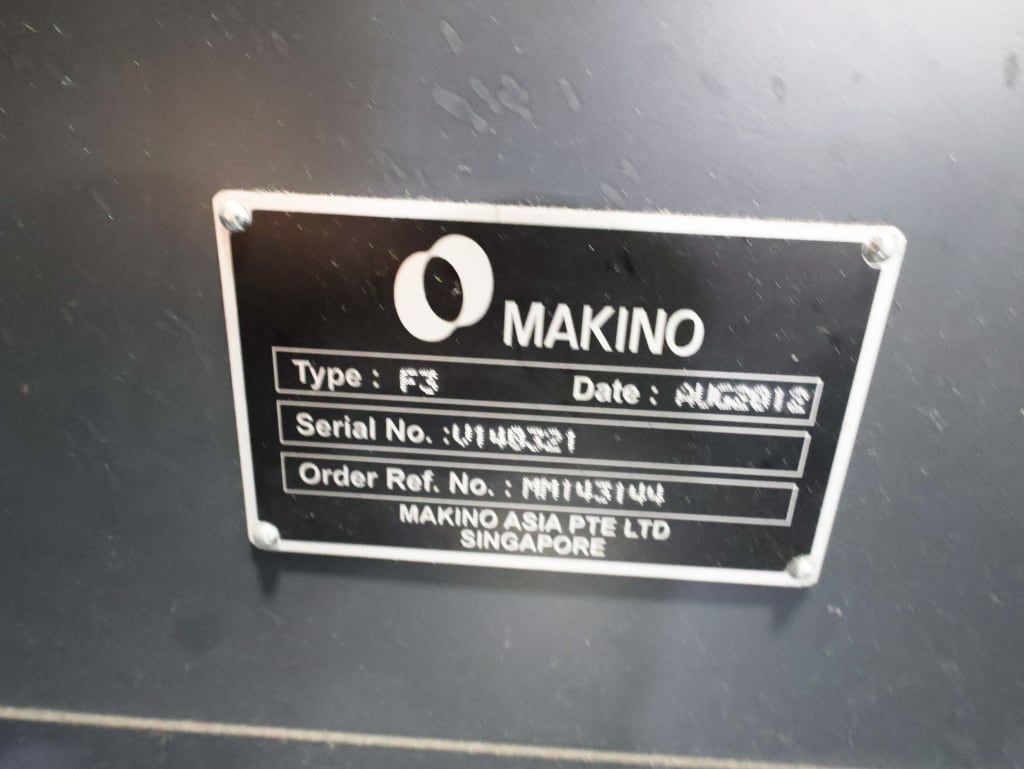 MAKINO
Type : F3 Date : AUG2012
Serial No. :V140321
Order Ref. No. : MM143144
MAKINO ASIA PTE LTD
SINGAPORE